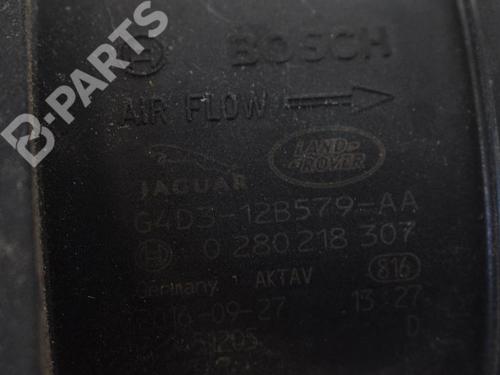 B-PARTS
BOSCH
AIR FLOW
LAND ROVER
JAGUAR
G4D3-12B579-AA
0 280 218 307
Germany AKTAV 816
2016-09-27 13:27
D
B-PARTS